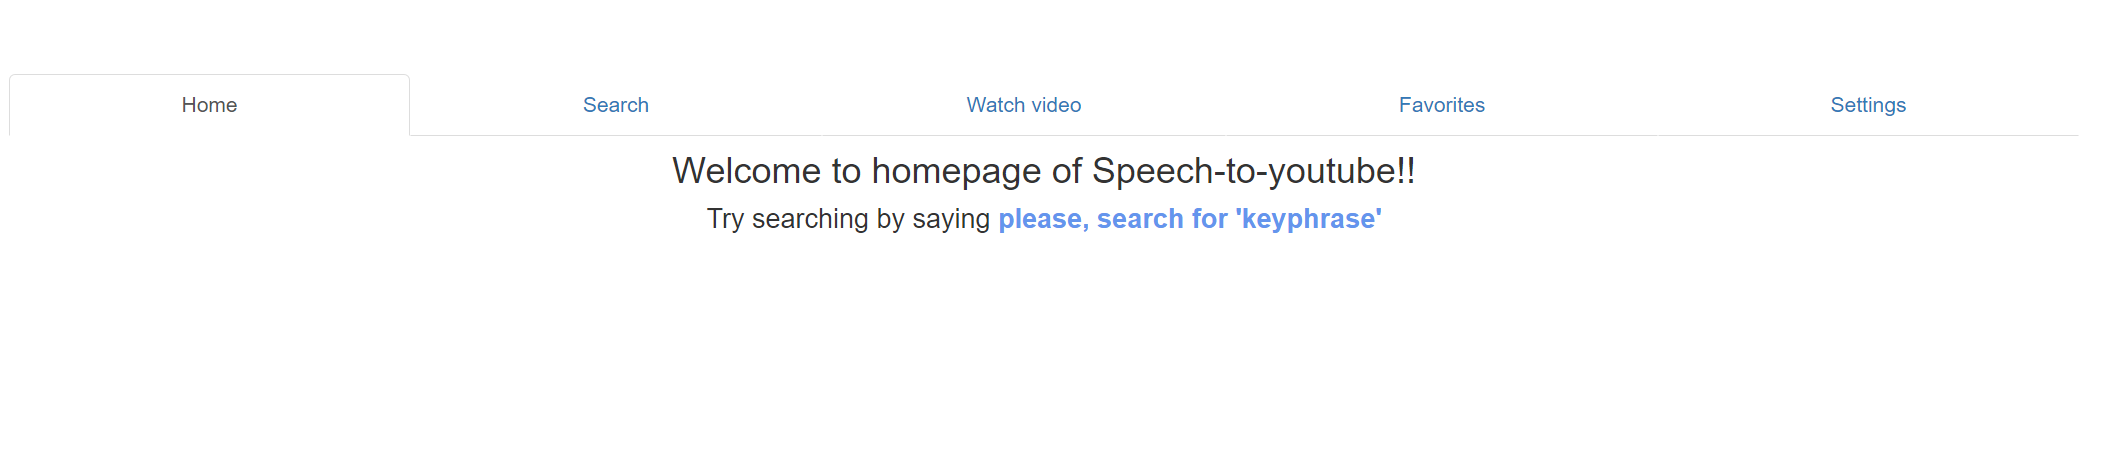 Home Search Watch video Favorites Settings
Welcome to homepage of Speech-to-youtube!!
Try searching by saying please, search for 'keyphrase'